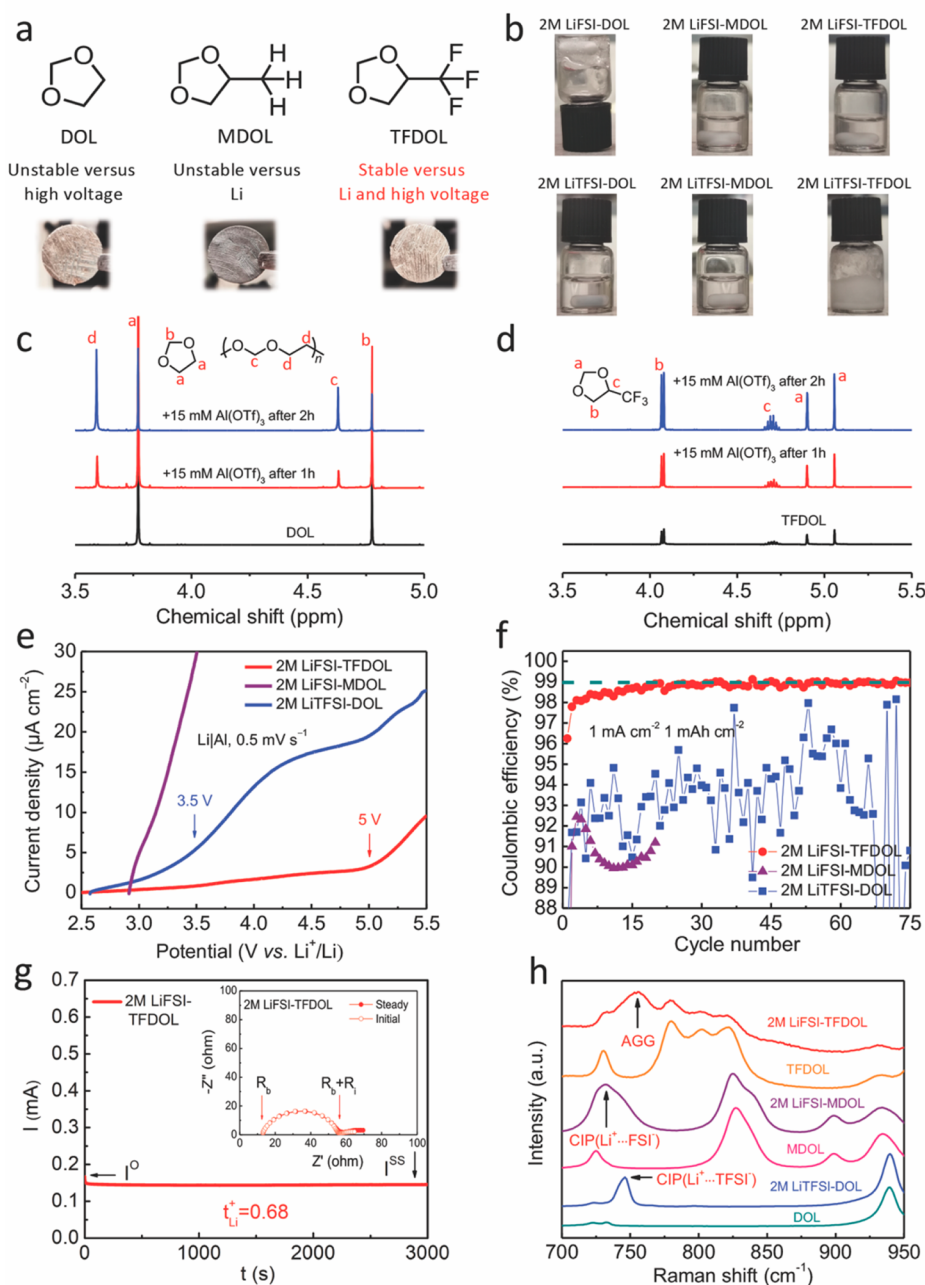 a
O
O
DOL
Unstable versus
high voltage
O
O
H
H
H
MDOL
Unstable versus
Li
O
O
F
F
F
TFDOL
Stable versus
Li and high voltage
b
2M LiFSI-DOL
2M LiFSI-MDOL
2M LiFSI-TFDOL
2M LiTFSI-DOL
2M LiTFSI-MDOL
2M LiTFSI-TFDOL
c
d
a
b
O
O
a
a
( O O )n
c
d
d
c
b
+15 mM Al(OTf)3 after 2h
+15 mM Al(OTf)3 after 1h
DOL
3.5 4.0 4.5 5.0
Chemical shift (ppm)
d
a
O
O
c
CF3
b
b
c
a
a
+15 mM Al(OTf)3 after 2h
+15 mM Al(OTf)3 after 1h
TFDOL
3.5 4.0 4.5 5.0 5.5
Chemical shift (ppm)
e
30
25
20
15
10
5
0
Current density (μA cm−2)
2M LiFSI-TFDOL
2M LiFSI-MDOL
2M LiTFSI-DOL
Li|Al, 0.5 mV s−1
3.5 V
5 V
2.5 3.0 3.5 4.0 4.5 5.0 5.5
Potential (V vs. Li+/Li)
f
99
99
98
96
95
93
92
91
90
89
88
Coulombic efficiency (%)
1 mA cm−2 1 mAh cm−2
2M LiFSI-TFDOL
2M LiFSI-MDOL
2M LiTFSI-DOL
0 15 30 45 60 75
Cycle number
g
0.7
0.6
0.5
0.4
0.3
0.2
0.1
0.0
I (mA)
2M LiFSI-
TFDOL
100
80
60
40
20
0
-Z'' (ohm)
2M LiFSI-TFDOL
Steady
Initial
Rb
Rb+Ri
0 20 40 60 80 100
Z' (ohm)
IO
ISS
t+Li=0.68
0 1000 2000 3000
t (s)
h
Intensity (a.u.)
2M LiFSI-TFDOL
AGG
TFDOL
2M LiFSI-MDOL
CIP(Li+···FSI-)
MDOL
2M LiTFSI-DOL
CIP(Li+···TFSI-)
DOL
700 750 800 850 900 950
Raman shift (cm-1)